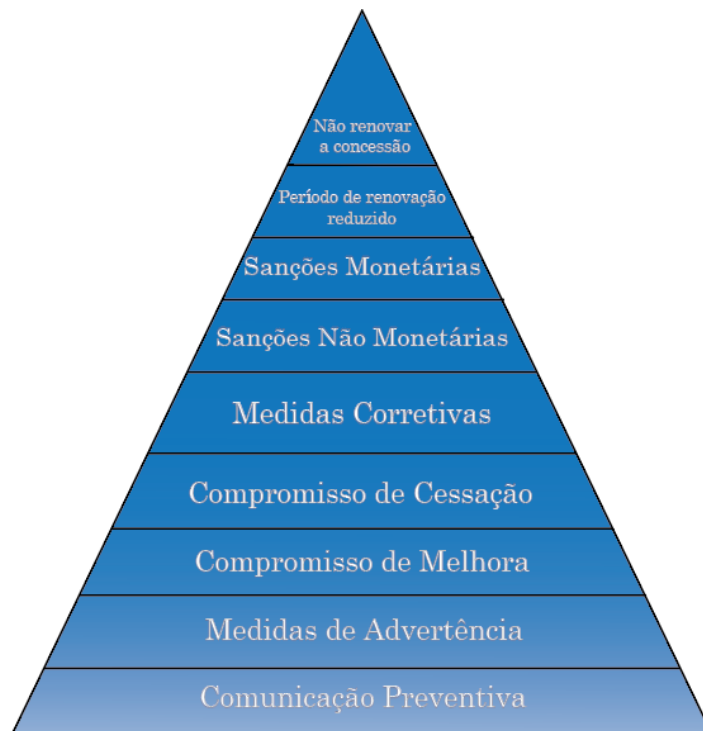 Não renovar
a concessão
Período de renovação
reduzido
Sanções Monetárias
Sanções Não Monetárias
Medidas Corretivas
Compromisso de Cessação
Compromisso de Melhora
Medidas de Advertência
Comunicação Preventiva